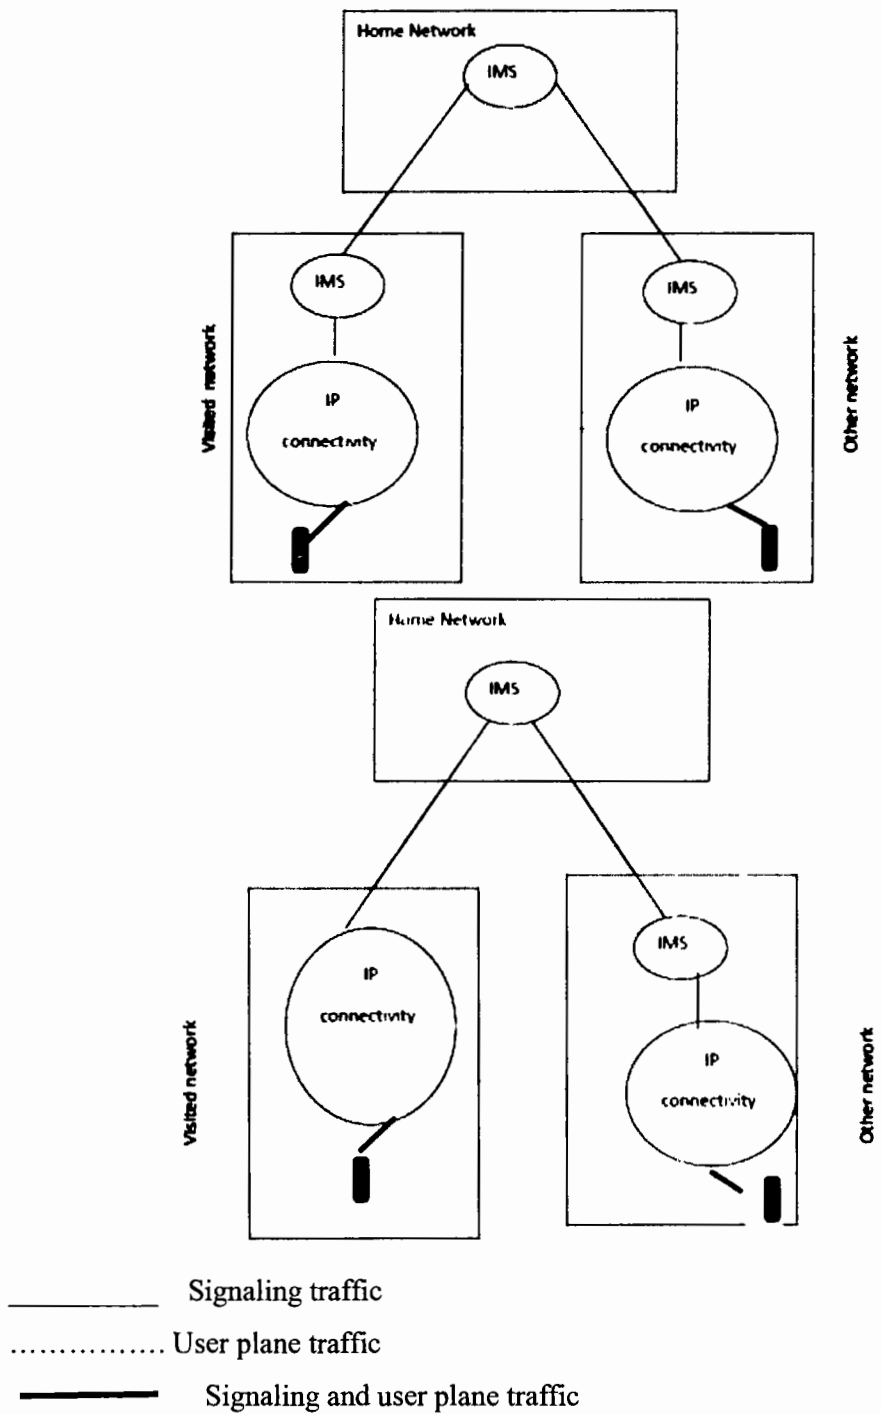 Home Network
IMS
IMS
IMS
Visited network
IP
connectivity
IP
connectivity
Other network
Home Network
IMS
IP
connectivity
IMS
IP
connectivity
Visited network
Other network
Signaling traffic
User plane traffic
Signaling and user plane traffic